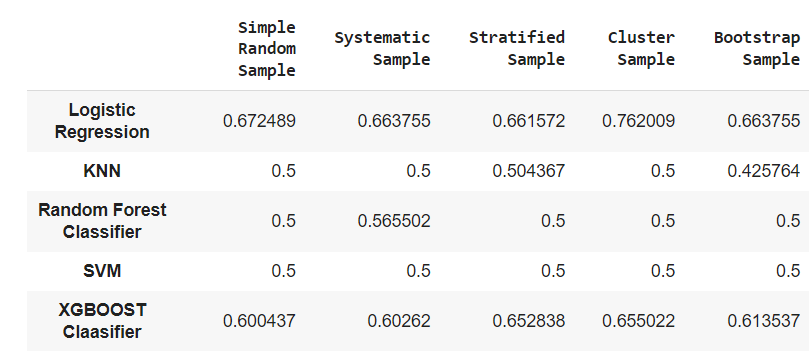 Simple Random Sample Systematic Sample Stratified Sample Cluster Sample Bootstrap Sample
Logistic Regression 0.672489 0.663755 0.661572 0.762009 0.663755
KNN 0.5 0.5 0.504367 0.5 0.425764
Random Forest Classifier 0.5 0.565502 0.5 0.5 0.5
SVM 0.5 0.5 0.5 0.5 0.5
XGBOOST Claasifier 0.600437 0.60262 0.652838 0.655022 0.613537